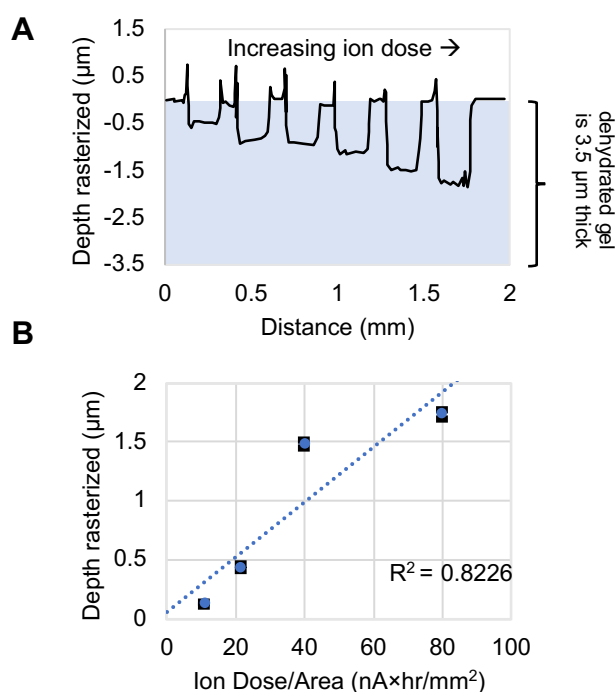 A
Increasing ion dose →
1.5
0.5
-0.5
-1.5
-2.5
-3.5
Depth rasterized (µm)
0
0.5
1
1.5
2
Distance (mm)
dehydrated gel
is 3.5 µm thick
B
2
1.5
1
0.5
0
Depth rasterized (µm)
R² = 0.8226
0
20
40
60
80
100
Ion Dose/Area (nA×hr/mm²)